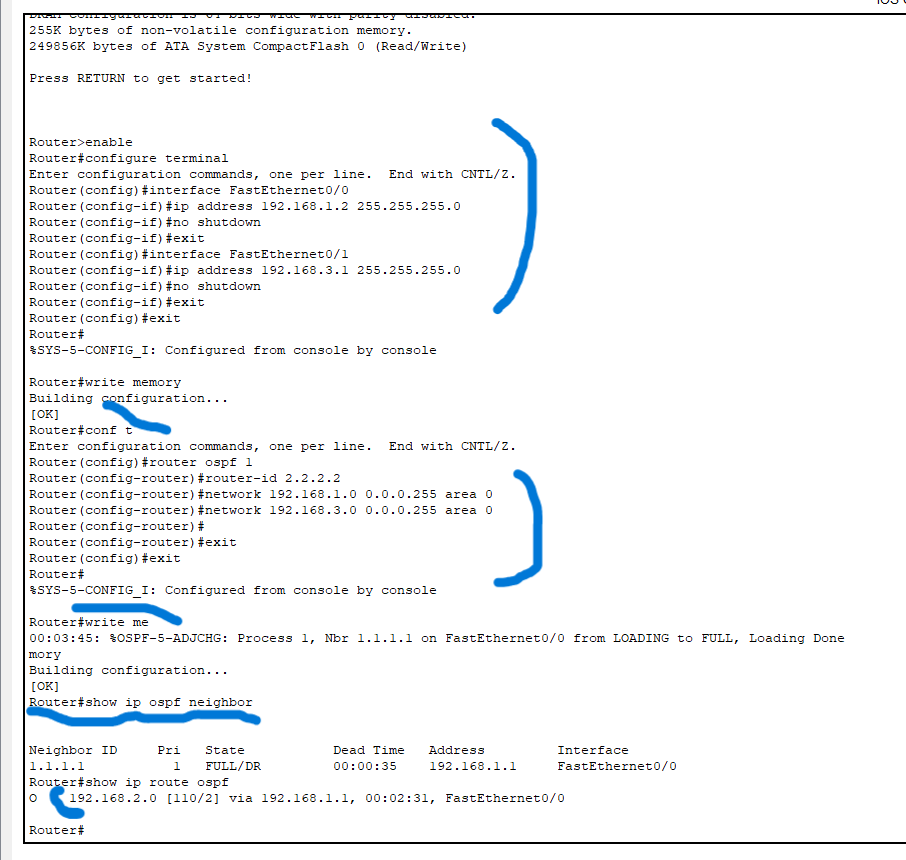 255K bytes of non-volatile configuration memory.
249856K bytes of ATA System CompactFlash 0 (Read/Write)
Press RETURN to get started!
Router>enable
Router#configure terminal
Enter configuration commands, one per line.  End with CNTL/Z.
Router(config)#interface FastEthernet0/0
Router(config-if)#ip address 192.168.1.2 255.255.255.0
Router(config-if)#no shutdown
Router(config-if)#exit
Router(config)#interface FastEthernet0/1
Router(config-if)#ip address 192.168.3.1 255.255.255.0
Router(config-if)#no shutdown
Router(config-if)#exit
Router(config)#exit
Router#
%SYS-5-CONFIG_I: Configured from console by console
Router#write memory
Building configuration...
[OK]
Router#conf t
Enter configuration commands, one per line.  End with CNTL/Z.
Router(config)#router ospf 1
Router(config-router)#router-id 2.2.2.2
Router(config-router)#network 192.168.1.0 0.0.0.255 area 0
Router(config-router)#network 192.168.3.0 0.0.0.255 area 0
Router(config-router)#
Router(config-router)#exit
Router(config)#exit
Router#
%SYS-5-CONFIG_I: Configured from console by console
Router#write me
00:03:45: %OSPF-5-ADJCHG: Process 1, Nbr 1.1.1.1 on FastEthernet0/0 from LOADING to FULL, Loading Done
mory
Building configuration...
[OK]
Router#show ip ospf neighbor
Neighbor ID     Pri   State           Dead Time   Address         Interface
1.1.1.1           1   FULL/DR         00:00:35    192.168.1.1     FastEthernet0/0
Router#show ip route ospf
O    192.168.2.0 [110/2] via 192.168.1.1, 00:02:31, FastEthernet0/0
Router#